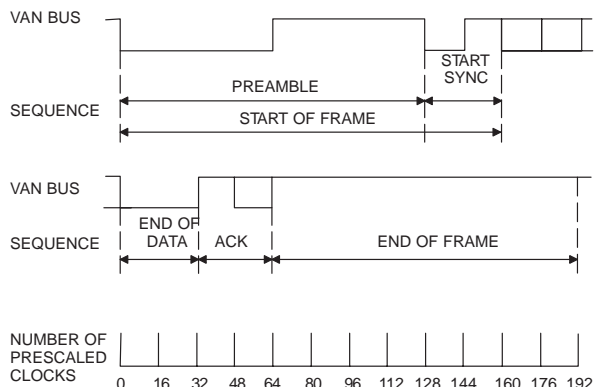 VAN BUS
START
SYNC
PREAMBLE
SEQUENCE
START OF FRAME
VAN BUS
END OF
DATA
ACK
END OF FRAME
SEQUENCE
NUMBER OF
PRESCALED
CLOCKS
0 16 32 48 64 80 96 112 128 144 160 176 192